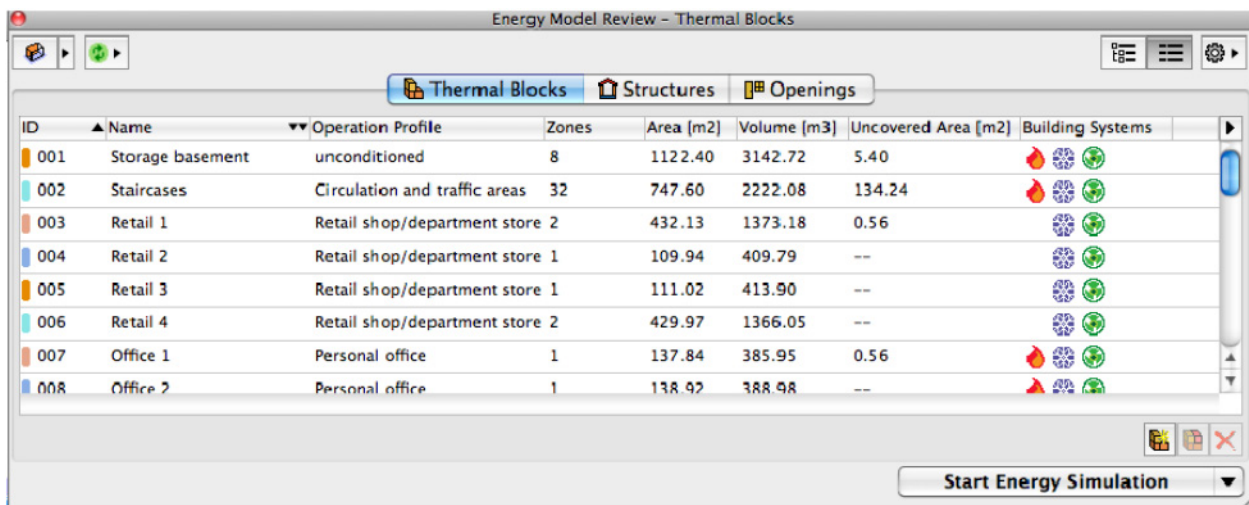 Energy Model Review - Thermal Blocks
Thermal Blocks Structures Openings
ID Name Operation Profile Zones Area [m2] Volume [m3] Uncovered Area [m2] Building Systems
001 Storage basement unconditioned 8 1122.40 3142.72 5.40
002 Staircases Circulation and traffic areas 32 747.60 2222.08 134.24
003 Retail 1 Retail shop/department store 2 432.13 1373.18 0.56
004 Retail 2 Retail shop/department store 1 109.94 409.79 --
005 Retail 3 Retail shop/department store 1 111.02 413.90 --
006 Retail 4 Retail shop/department store 2 429.97 1366.05 --
007 Office 1 Personal office 1 137.84 385.95 0.56
008 Office 2 Personal office 1 138.92 388.98 --
Start Energy Simulation